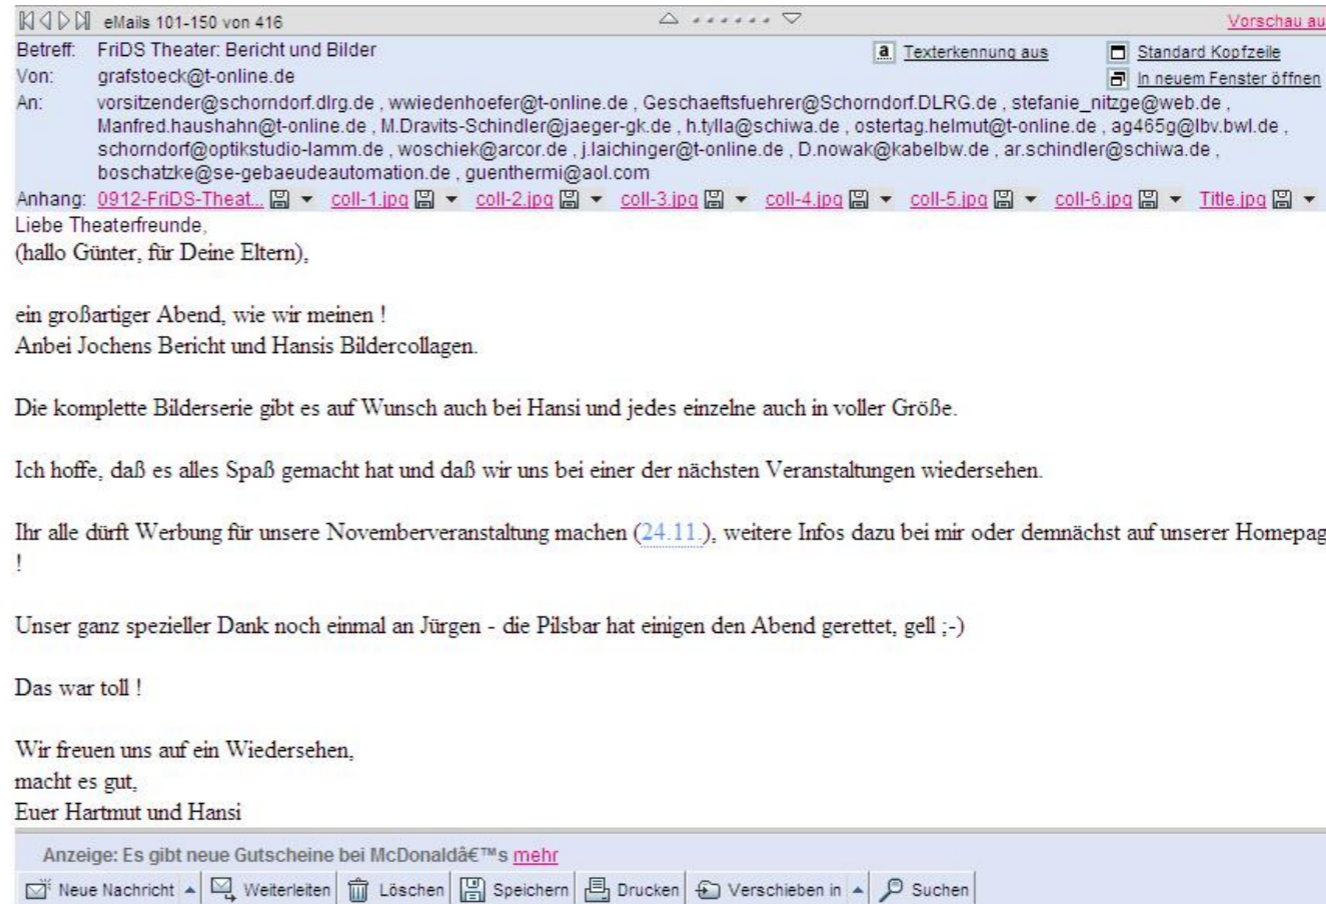 eMails 101-150 von 416 Vorschau au
Betreff: FriDS Theater: Bericht und Bilder a Texterkennung aus Standard Kopfzeile
Von: grafstoeck@t-online.de In neuem Fenster öffnen
An: vorsitzender@schorndorf.dlrg.de , wwiedenhoefer@t-online.de , Geschaeftsfuehrer@Schorndorf.DLRG.de , stefanie_nitzge@web.de ,
Manfred.haushahn@t-online.de , M.Dravits-Schindler@jaeger-gk.de , h.tylla@schiwa.de , ostertag.helmut@t-online.de , ag465g@lbv.bwl.de ,
schorndorf@optikstudio-lamm.de , woschiek@arcor.de , j.laichinger@t-online.de , D.nowak@kabelbw.de , ar.schindler@schiwa.de ,
boschatzke@se-gebaeudeautomation.de , guenthermi@aol.com
Anhang: 0912-FriDS-Theat... coll-1.jpg coll-2.jpg coll-3.jpg coll-4.jpg coll-5.jpg coll-6.jpg Title.jpg
Liebe Theaterfreunde,
(hallo Günter, für Deine Eltern),
ein großartiger Abend, wie wir meinen !
Anbei Jochens Bericht und Hansis Bildercollagen.
Die komplette Bilderserie gibt es auf Wunsch auch bei Hansi und jedes einzelne auch in voller Größe.
Ich hoffe, daß es alles Spaß gemacht hat und daß wir uns bei einer der nächsten Veranstaltungen wiedersehen.
Ihr alle dürft Werbung für unsere Novemberveranstaltung machen (24.11.), weitere Infos dazu bei mir oder demnächst auf unserer Homepag
!
Unser ganz spezieller Dank noch einmal an Jürgen - die Pilsbar hat einigen den Abend gerettet, gell ;-)
Das war toll !
Wir freuen uns auf ein Wiedersehen,
macht es gut,
Euer Hartmut und Hansi
Anzeige: Es gibt neue Gutscheine bei McDonaldâ€™s mehr
Neue Nachricht Weiterleiten Löschen Speichern Drucken Verschieben in Suchen